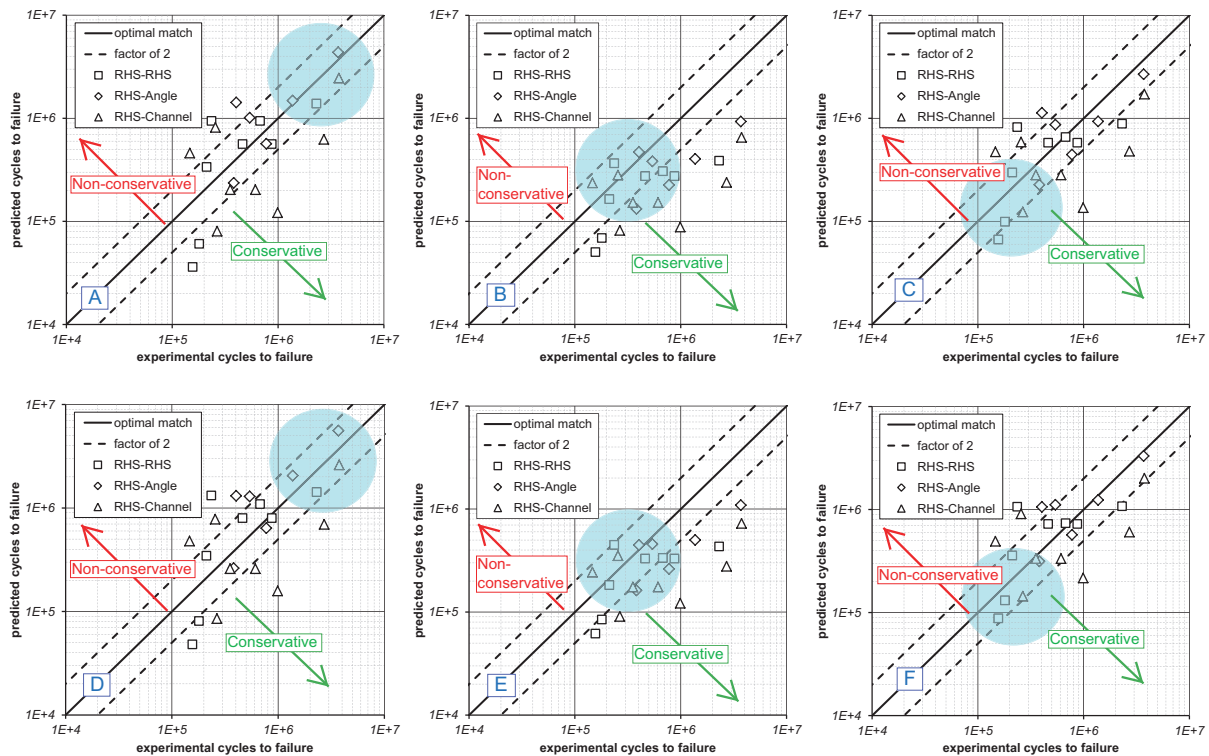 1E+7
1E+6
1E+5
1E+4
predicted cycles to failure
optimal match
factor of 2
RHS-RHS
RHS-Angle
RHS-Channel
Non-conservative
Conservative
A
1E+4
1E+5
1E+6
1E+7
experimental cycles to failure
1E+7
1E+6
1E+5
1E+4
predicted cycles to failure
optimal match
factor of 2
RHS-RHS
RHS-Angle
RHS-Channel
Non-
conservative
Conservative
B
1E+4
1E+5
1E+6
1E+7
experimental cycles to failure
1E+7
1E+6
1E+5
1E+4
predicted cycles to failure
optimal match
factor of 2
RHS-RHS
RHS-Angle
RHS-Channel
Non-conservative
Conservative
C
1E+4
1E+5
1E+6
1E+7
experimental cycles to failure
1E+7
1E+6
1E+5
1E+4
predicted cycles to failure
optimal match
factor of 2
RHS-RHS
RHS-Angle
RHS-Channel
Non-conservative
Conservative
D
1E+4
1E+5
1E+6
1E+7
experimental cycles to failure
1E+7
1E+6
1E+5
1E+4
predicted cycles to failure
optimal match
factor of 2
RHS-RHS
RHS-Angle
RHS-Channel
Non-
conservative
Conservative
E
1E+4
1E+5
1E+6
1E+7
experimental cycles to failure
1E+7
1E+6
1E+5
1E+4
predicted cycles to failure
optimal match
factor of 2
RHS-RHS
RHS-Angle
RHS-Channel
Non-conservative
Conservative
F
1E+4
1E+5
1E+6
1E+7
experimental cycles to failure